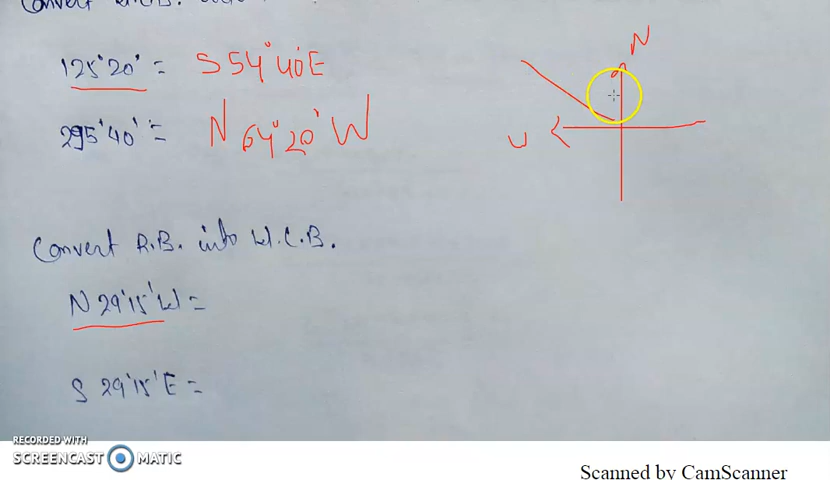 Convert
125°20' = S 54°40'E
295°40' = N 64°20' W
N
W
Convert R.B. into W.C.B.
N 29°15' W =
S 29°15' E =
RECORDED WITH
SCREENCAST MATIC
Scanned by CamScanner